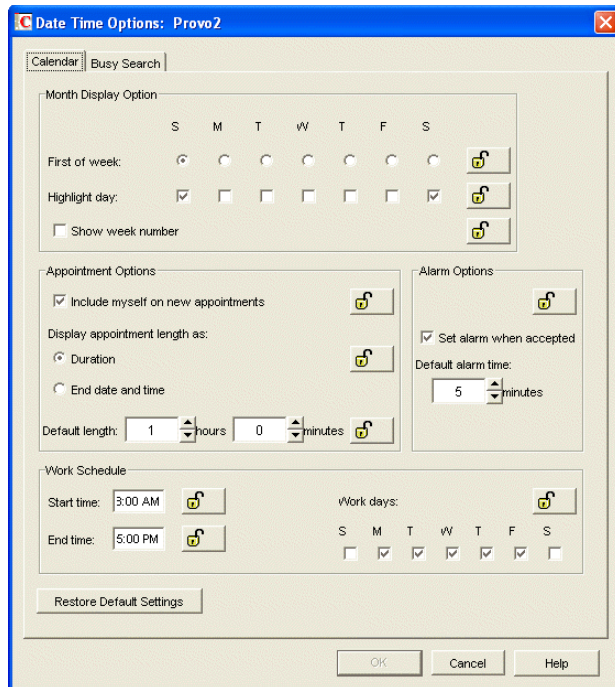 Date Time Options: Provo2
Calendar Busy Search
Month Display Option
S M T W T F S
First of week:
Highlight day:
Show week number
Appointment Options
Include myself on new appointments
Display appointment length as:
Duration
End date and time
Default length: 1 hours 0 minutes
Alarm Options
Set alarm when accepted
Default alarm time:
5 minutes
Work Schedule
Start time: :00 AM
End time: 5:00 PM
Work days:
S M T W T F S
Restore Default Settings
OK Cancel Help